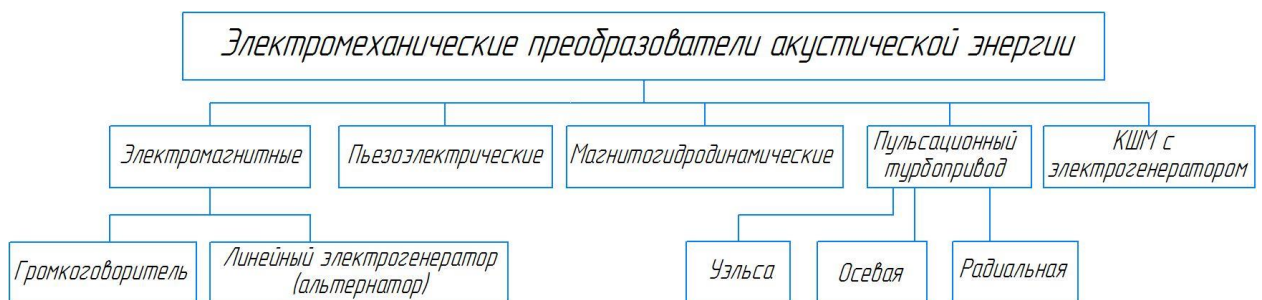 Электромеханические преобразователи акустической энергии
Электромагнитные
Пьезоэлектрические
Магнитогидродинамические
Пульсационный
турбопривод
КШМ с
электрогенератором
Громкоговоритель
Линейный электрогенератор
(альтернатор)
Уэльса
Осевая
Радиальная